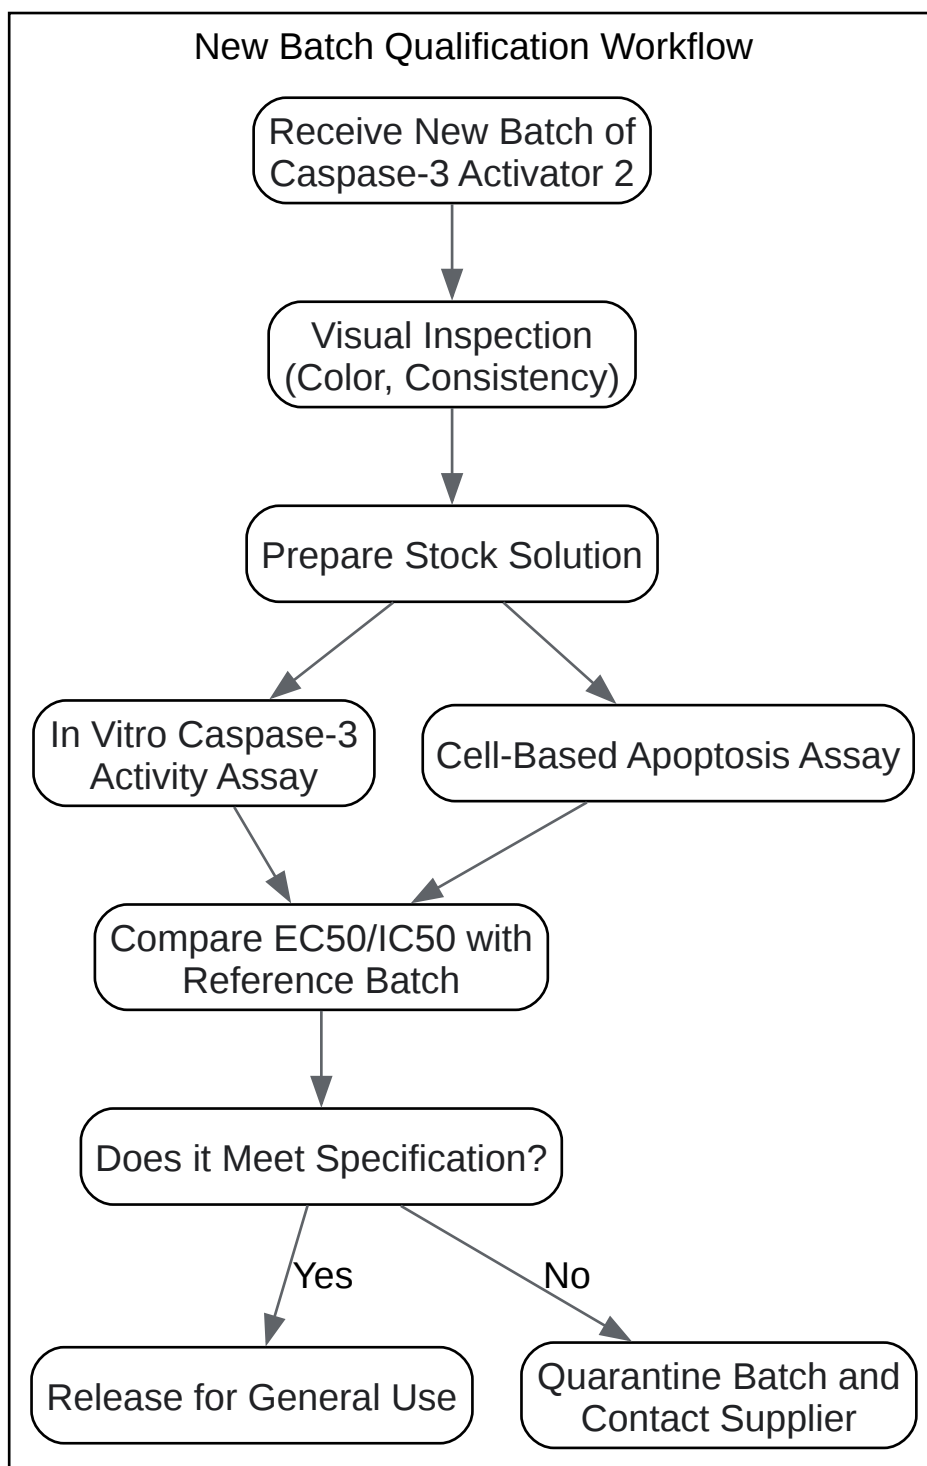 New Batch Qualification Workflow
Receive New Batch of
Caspase-3 Activator 2
Visual Inspection
(Color, Consistency)
Prepare Stock Solution
In Vitro Caspase-3
Activity Assay
Cell-Based Apoptosis Assay
Compare EC50/IC50 with
Reference Batch
Does it Meet Specification?
Yes
No
Release for General Use
Quarantine Batch and
Contact Supplier